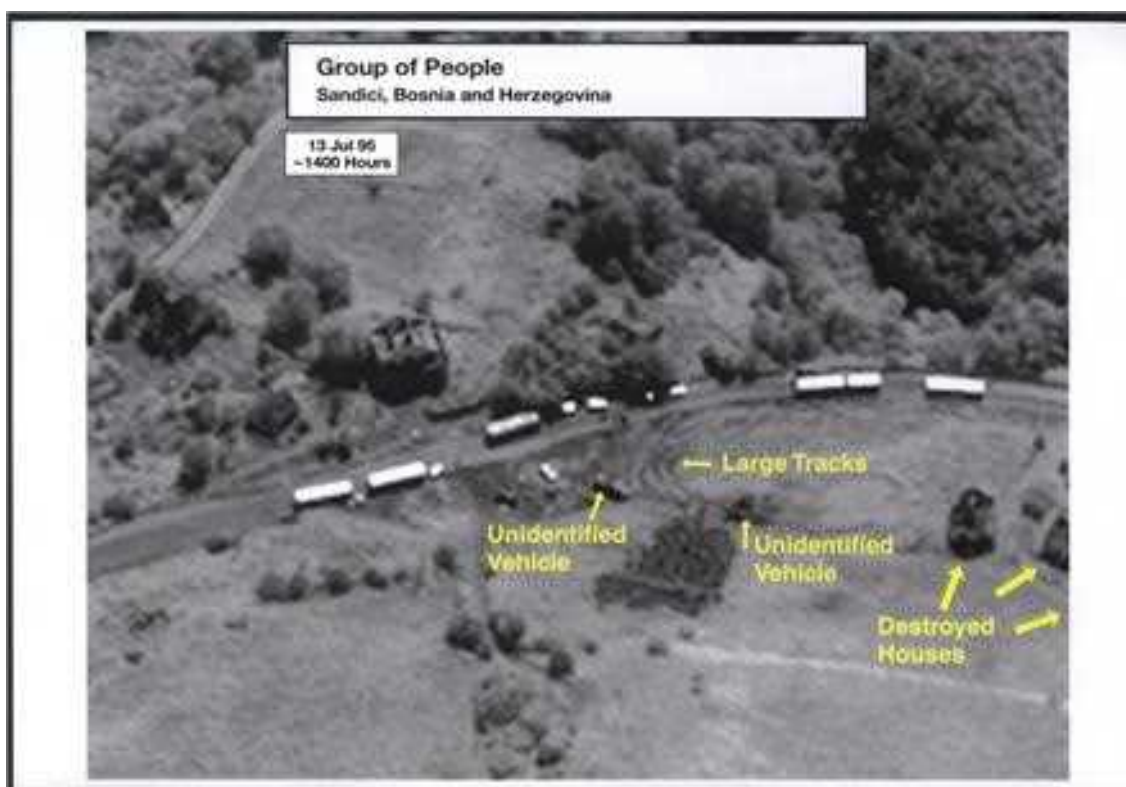 Group of People
Sandici, Bosnia and Herzegovina
13 Jul 95
~1400 Hours
Large Tracks
Unidentified
Vehicle
Unidentified
Vehicle
Destroyed
Houses